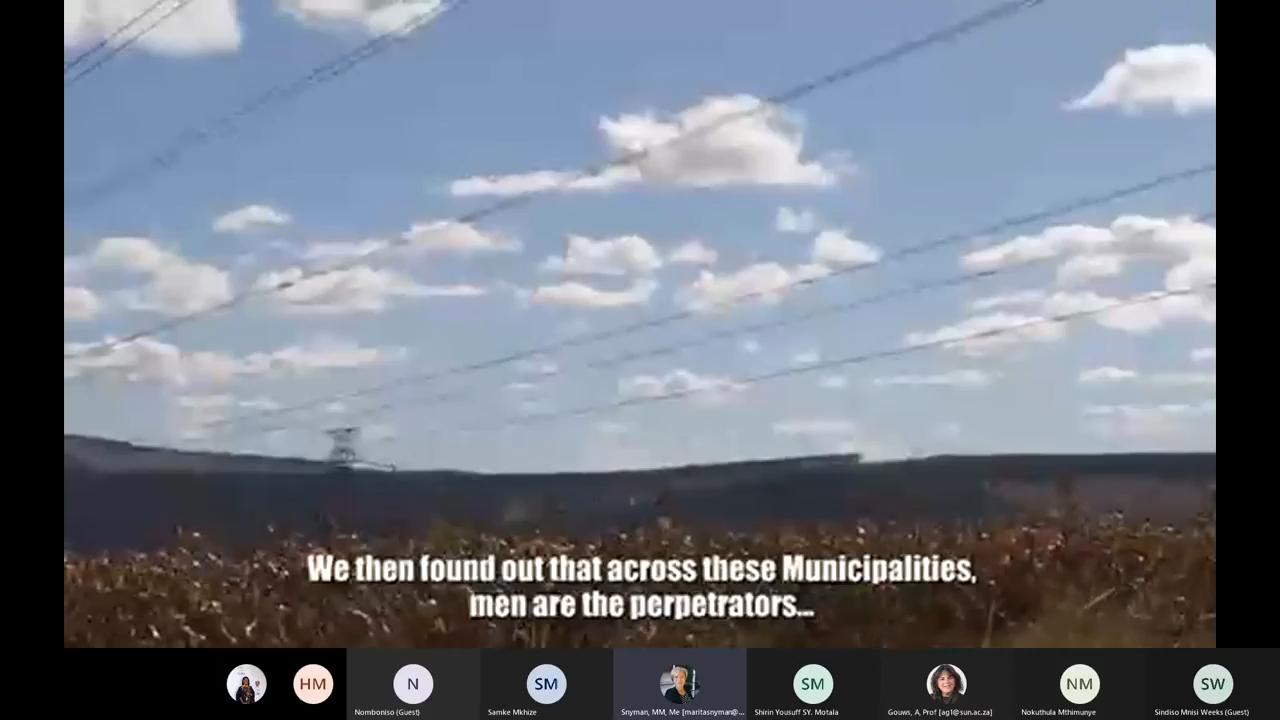 We then found out that across these Municipalities,
men are the perpetrators...
HM
N
SM
SM
NM
SW
Nomboniso (Guest)
Samke Mkhize
Snyman, MM, Me [maritasnyman@...
Shirin Yousuff SY. Motala
Gouws, A, Prof [ag1@sun.ac.za]
Nokuthula Mthimunye
Sindiso Mnisi Weeks (Guest)